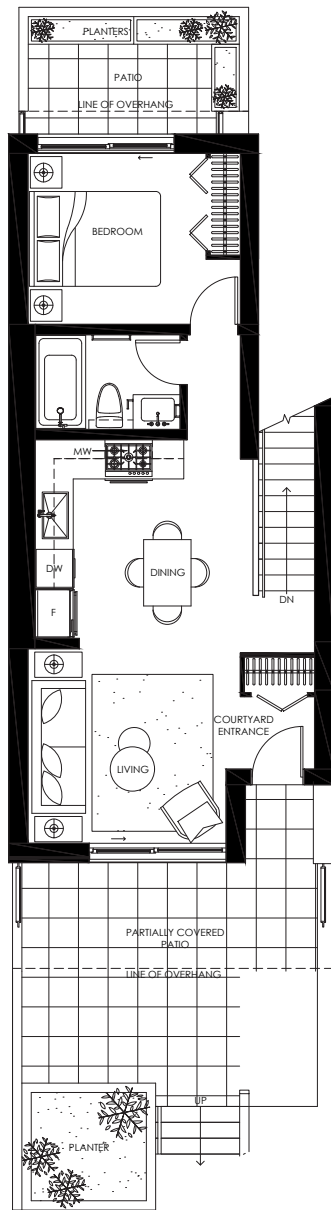 PLANTERS
PATIO
LINE OF OVERHANG
BEDROOM
MW
DW
DINING
F
DN
COURTYARD
ENTRANCE
LIVING
PARTIALLY COVERED
PATIO
LINE OF OVERHANG
UP
PLANTER